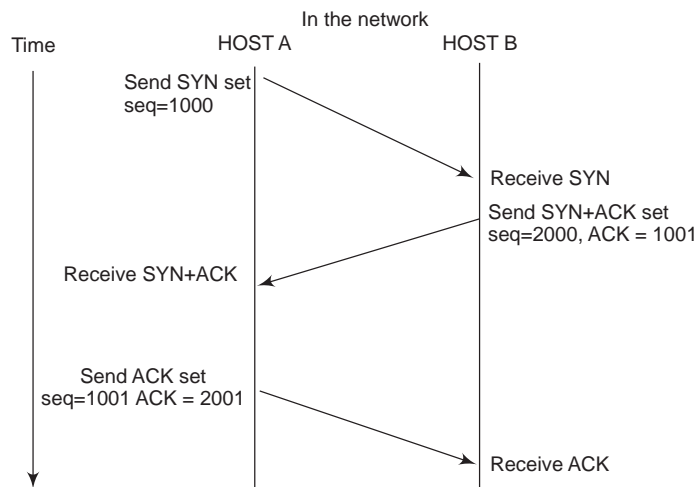 In the network
Time
HOST A
HOST B
Send SYN set
seq=1000
Receive SYN
Send SYN+ACK set
seq=2000, ACK = 1001
Receive SYN+ACK
Send ACK set
seq=1001 ACK = 2001
Receive ACK